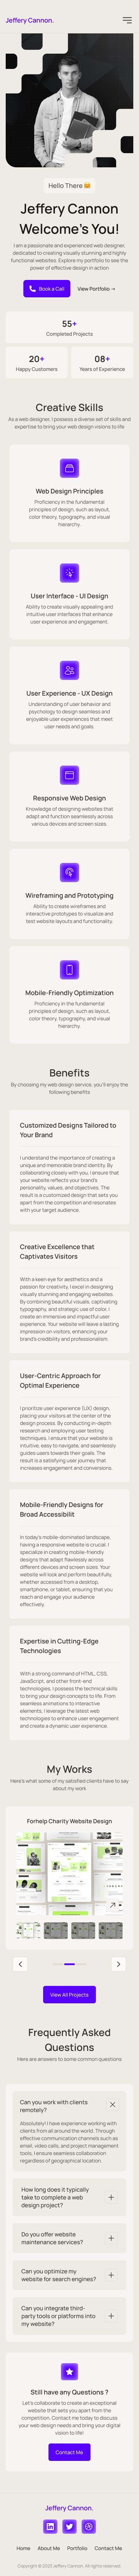 Jeffery Cannon.
Hello There 😊
Jeffery Cannon
Welcome's You!
I am a passionate web designer, dedicated
and to crafting visually stunning and highly
functional websites. Explore my portfolio to witness the
power of effective design in action
Book a Call
View Portfolio →
55+
Completed Projects
20+
Happy Customers
08+
Years of Experience
Creative Skills
As a web designer, I possess a diverse set of skills and
expertise to bring your web design visions to life
Web Design Principles
Proficiency in the fundamental
principles of design, such as layout,
color theory, typography, and visual
hierarchy
User Interface - UI Design
Ability to create visually appealing and
intuitive user interfaces that enhance
user experience and engagement.
User Experience - UX Design
Understanding of user behavior and
psychology to design seamless and
enjoyable user experiences that meet
user needs and goals.
Responsive Web Design
Knowledge of designing websites that
adapt and function seamlessly across
various devices and screen sizes.
Wireframing and Prototyping
Ability to create wireframes and
interactive prototypes to visualize and
test website layouts and functionality.
Mobile-Friendly Optimization
Proficiency in the fundamental
principles of design, such as layout,
color theory, typography, and visual
hierarchy.
Benefits
By choosing my web design service, you'll enjoy the
following benefits
Customized Designs Tailored to
Your Brand
I understand the importance of creating a
unique and memorable brand identity. By
collaborating with you, I ensure that
your website reflects your brand's
personality, values, and objectives. The
result is a customized design that sets you
apart from the competition and resonates
with your target audience.
Creative Excellence that
Captivates Visitors
With a keen eye for aesthetics and a
passion for creativity, I excel in designing
visually stunning and engaging websites.
By combining beautiful visuals, captivating
typography, and strategic use of color, I
create an immersive and impactful user
experience. Your website will leave a lasting
impression on visitors, enhancing your
brand's credibility and professionalism.
User-Centric Approach for
Optimal Experience
I prioritize user experience (UX) design,
placing your visitors at the center of the
design process. By conducting in-depth
research and employing user testing
techniques, I ensure that your website is
intuitive, easy to navigate, and seamlessly
guides users towards their goals. The
result is a satisfying user journey that
increases engagement and conversions.
Mobile-Friendly Designs for
Broad Accessibility
In today's mobile-dominated landscape,
having a responsive website is crucial. I
specialize in creating mobile-friendly
designs that adapt flawlessly across
different devices and screen sizes. Your
website will look and perform beautifully,
whether accessed from a desktop,
smartphone, or tablet, ensuring that you
reach and engage your audience
effectively.
Expertise in Cutting-Edge
Technologies
With a strong command of HTML, CSS,
JavaScript, and other front-end
technologies, I possess the technical skills
to bring your design concepts to life. From
seamless animations to interactive
elements, I leverage the latest web
technologies to enhance user engagement
and create a dynamic user experience.
My Works
Here's what some of my satisfied clients have to say
about my work
Forhelp Charity Website Design
View All Projects
Frequently Asked
Questions
Here are answers to some common questions
Can you work with clients
remotely?
Absolutely! I have experience working with
clients from all around the world. Through
effective communication channels such as
email, video calls, and project management
tools, I ensure seamless collaboration
regardless of geographical location.
How long does it typically
take to complete a web
design project?
Do you offer website
maintenance services?
Can you optimize my
website for search engines?
Can you integrate third-
party tools or platforms into
my website?
Still have any Questions ?
Let's collaborate to create an exceptional
website that sets you apart from the
competition. Contact me today to discuss
your web design needs and bring your digital
vision to life!
Contact Me
Jeffery Cannon.
Home About Me Portfolio Contact Me
Copyright © 2023 Jeffery Cannon. All rights reserved.